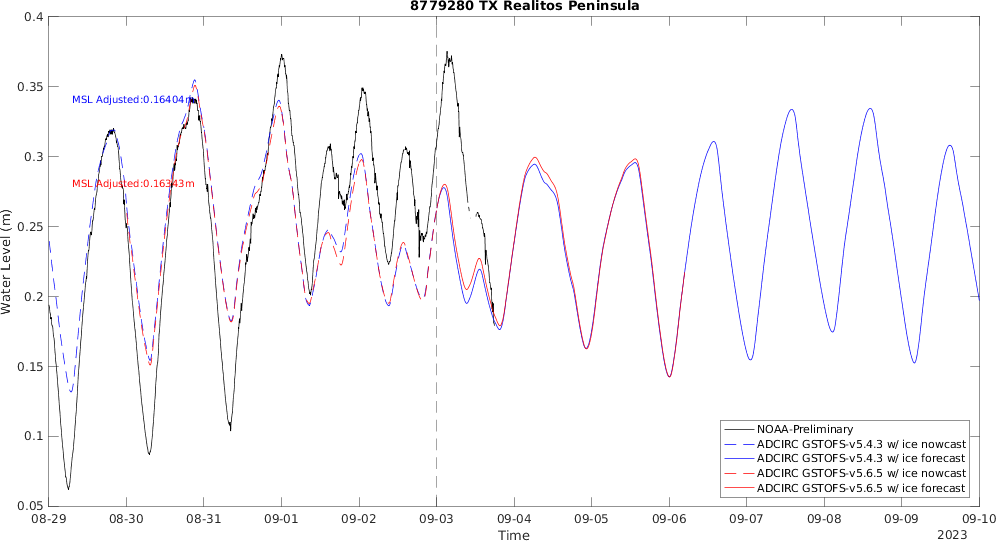 8779280 TX Realitos Peninsula
0.4
0.35
0.3
0.25
0.2
0.15
0.1
0.05
Water Level (m)
MSL Adjusted:0.16404m
MSL Adjusted:0.16343m
NOAA-Preliminary
ADCIRC GSTOFS-v5.4.3 w/ ice nowcast
ADCIRC GSTOFS-v5.4.3 w/ ice forecast
ADCIRC GSTOFS-v5.6.5 w/ ice nowcast
ADCIRC GSTOFS-v5.6.5 w/ ice forecast
08-29 08-30 08-31 09-01 09-02 09-03 09-04 09-05 09-06 09-07 09-08 09-09 09-10
Time
2023